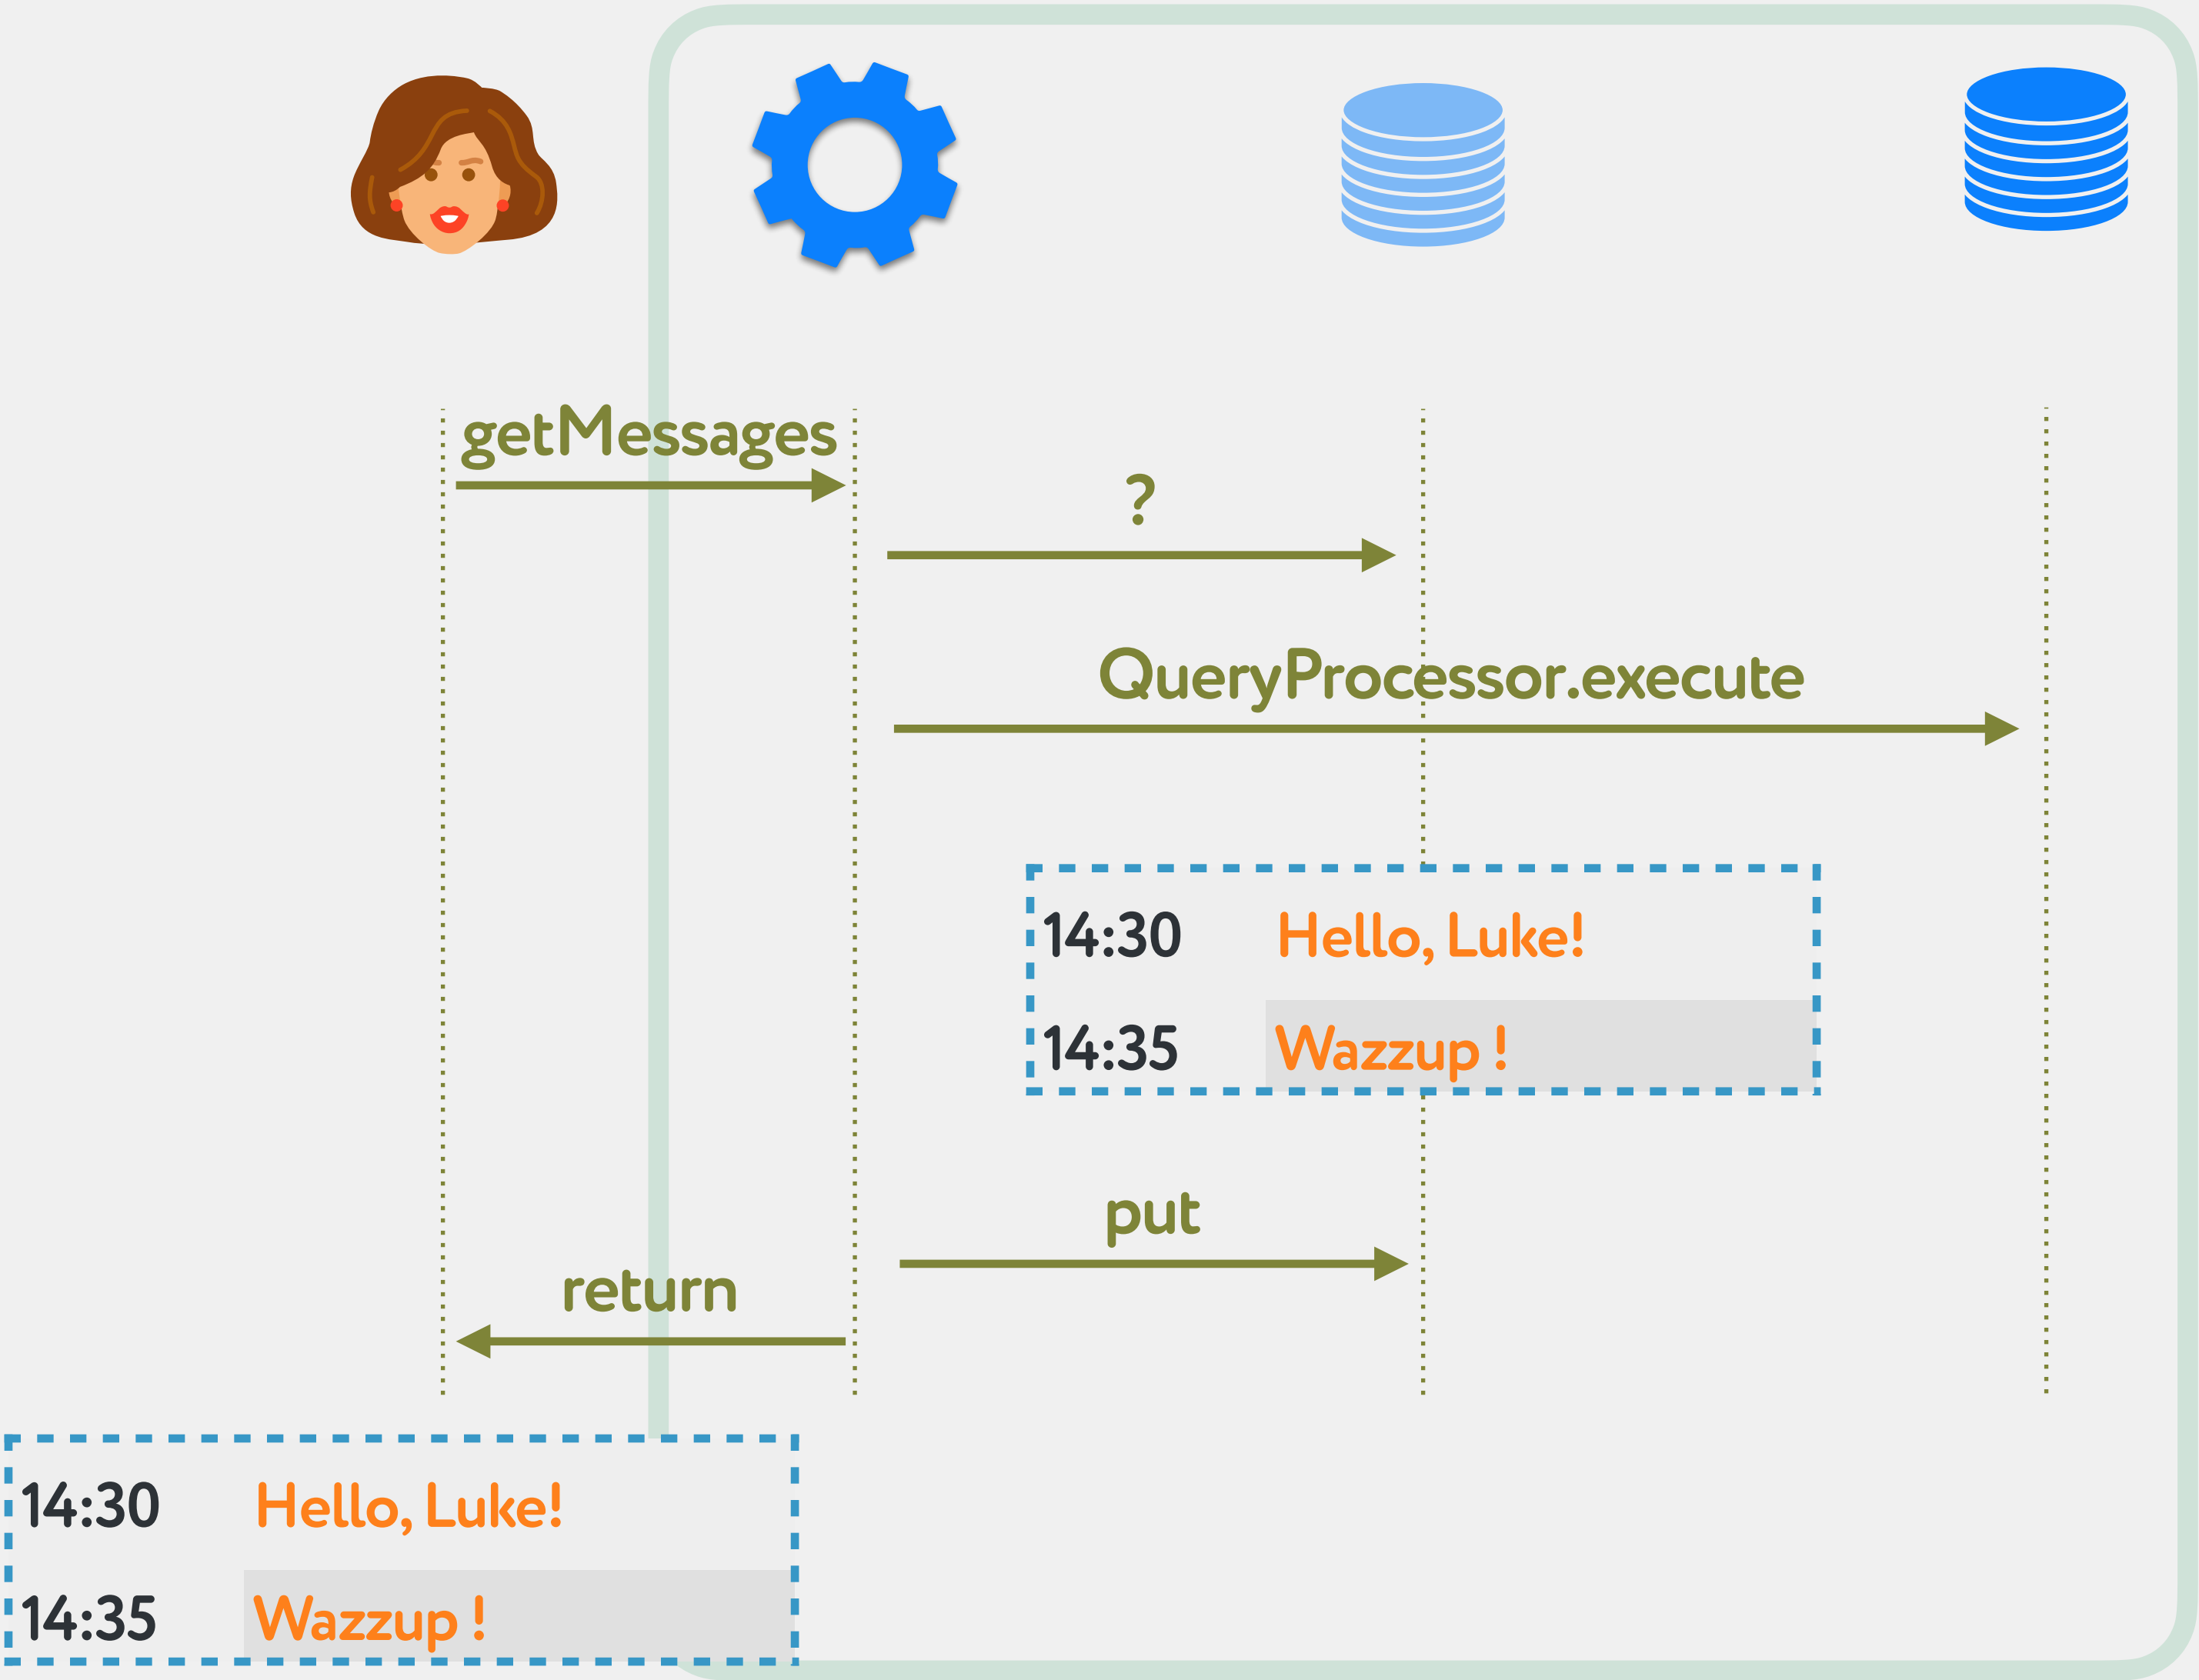 getMessages
?
QueryProcessor.execute
14:30 Hello, Luke!
14:35 Wazzup !
put
return
14:30 Hello, Luke!
14:35 Wazzup !